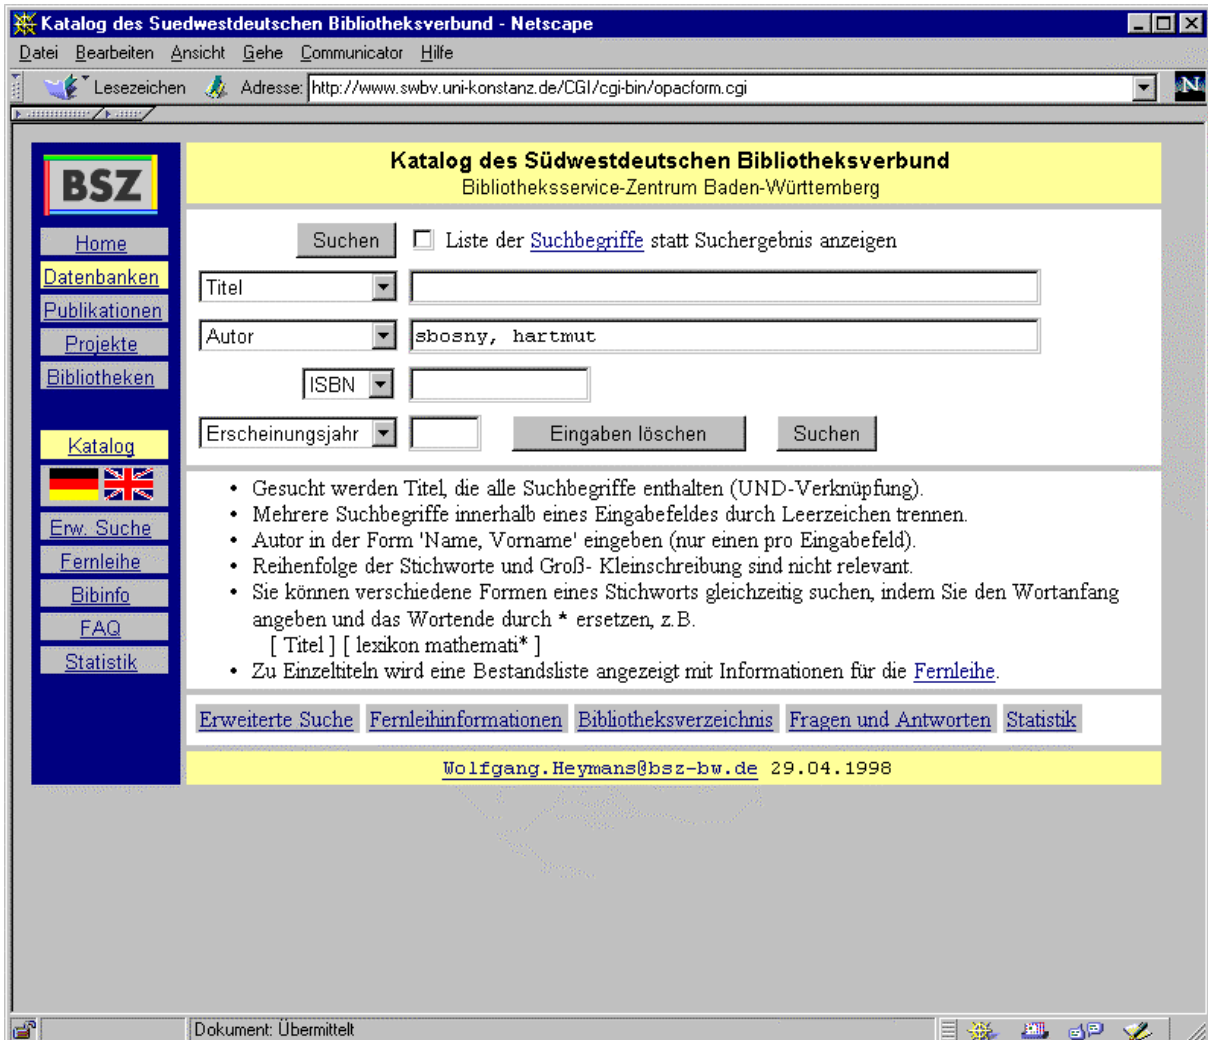 Katalog des Suedwestdeutschen Bibliotheksverbund - Netscape
Datei Bearbeiten Ansicht Gehe Communicator Hilfe
Lesezeichen Adresse: http://www.swbv.uni-konstanz.de/CGI/cgi-bin/opacform.cgi N
BSZ
Home
Datenbanken
Publikationen
Projekte
Bibliotheken
Katalog
Erw. Suche
Fernleihe
Bibinfo
FAQ
Statistik
Katalog des Südwestdeutschen Bibliotheksverbund
Bibliotheksservice-Zentrum Baden-Württemberg
Suchen Liste der Suchbegriffe statt Suchergebnis anzeigen
Titel
Autor sbosny, hartmut
ISBN
Erscheinungsjahr Eingaben löschen Suchen
• Gesucht werden Titel, die alle Suchbegriffe enthalten (UND-Verknüpfung).
• Mehrere Suchbegriffe innerhalb eines Eingabefeldes durch Leerzeichen trennen.
• Autor in der Form 'Name, Vorname' eingeben (nur einen pro Eingabefeld).
• Reihenfolge der Stichworte und Groß- Kleinschreibung sind nicht relevant.
• Sie können verschiedene Formen eines Stichworts gleichzeitig suchen, indem Sie den Wortanfang
angeben und das Wortende durch * ersetzen, z.B.
[ Titel ] [ lexikon mathemati* ]
• Zu Einzeltiteln wird eine Bestandsliste angezeigt mit Informationen für die Fernleihe.
Erweiterte Suche Fernleihinformationen Bibliotheksverzeichnis Fragen und Antworten Statistik
Wolfgang.Heymans@bsz-bw.de 29.04.1998
Dokument: Übermittelt